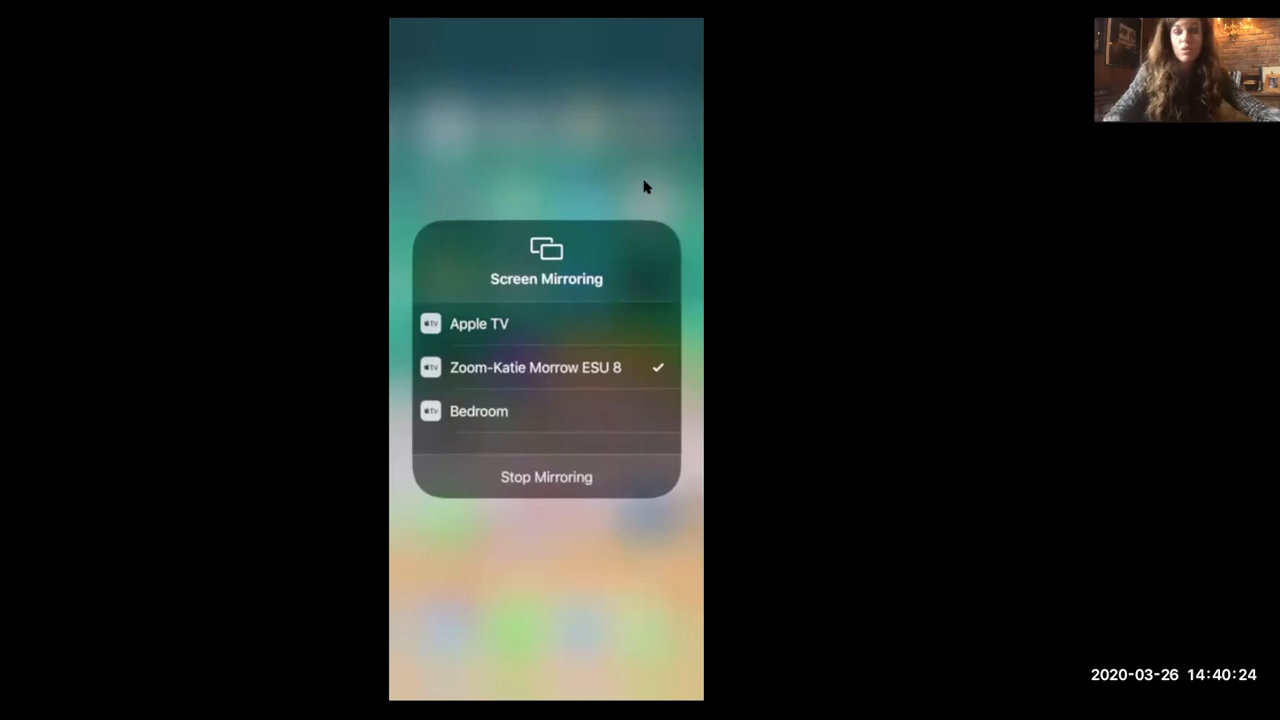 Screen Mirroring
Apple TV
Zoom-Katie Morrow ESU 8
Bedroom
Stop Mirroring
2020-03-26 14:40:24